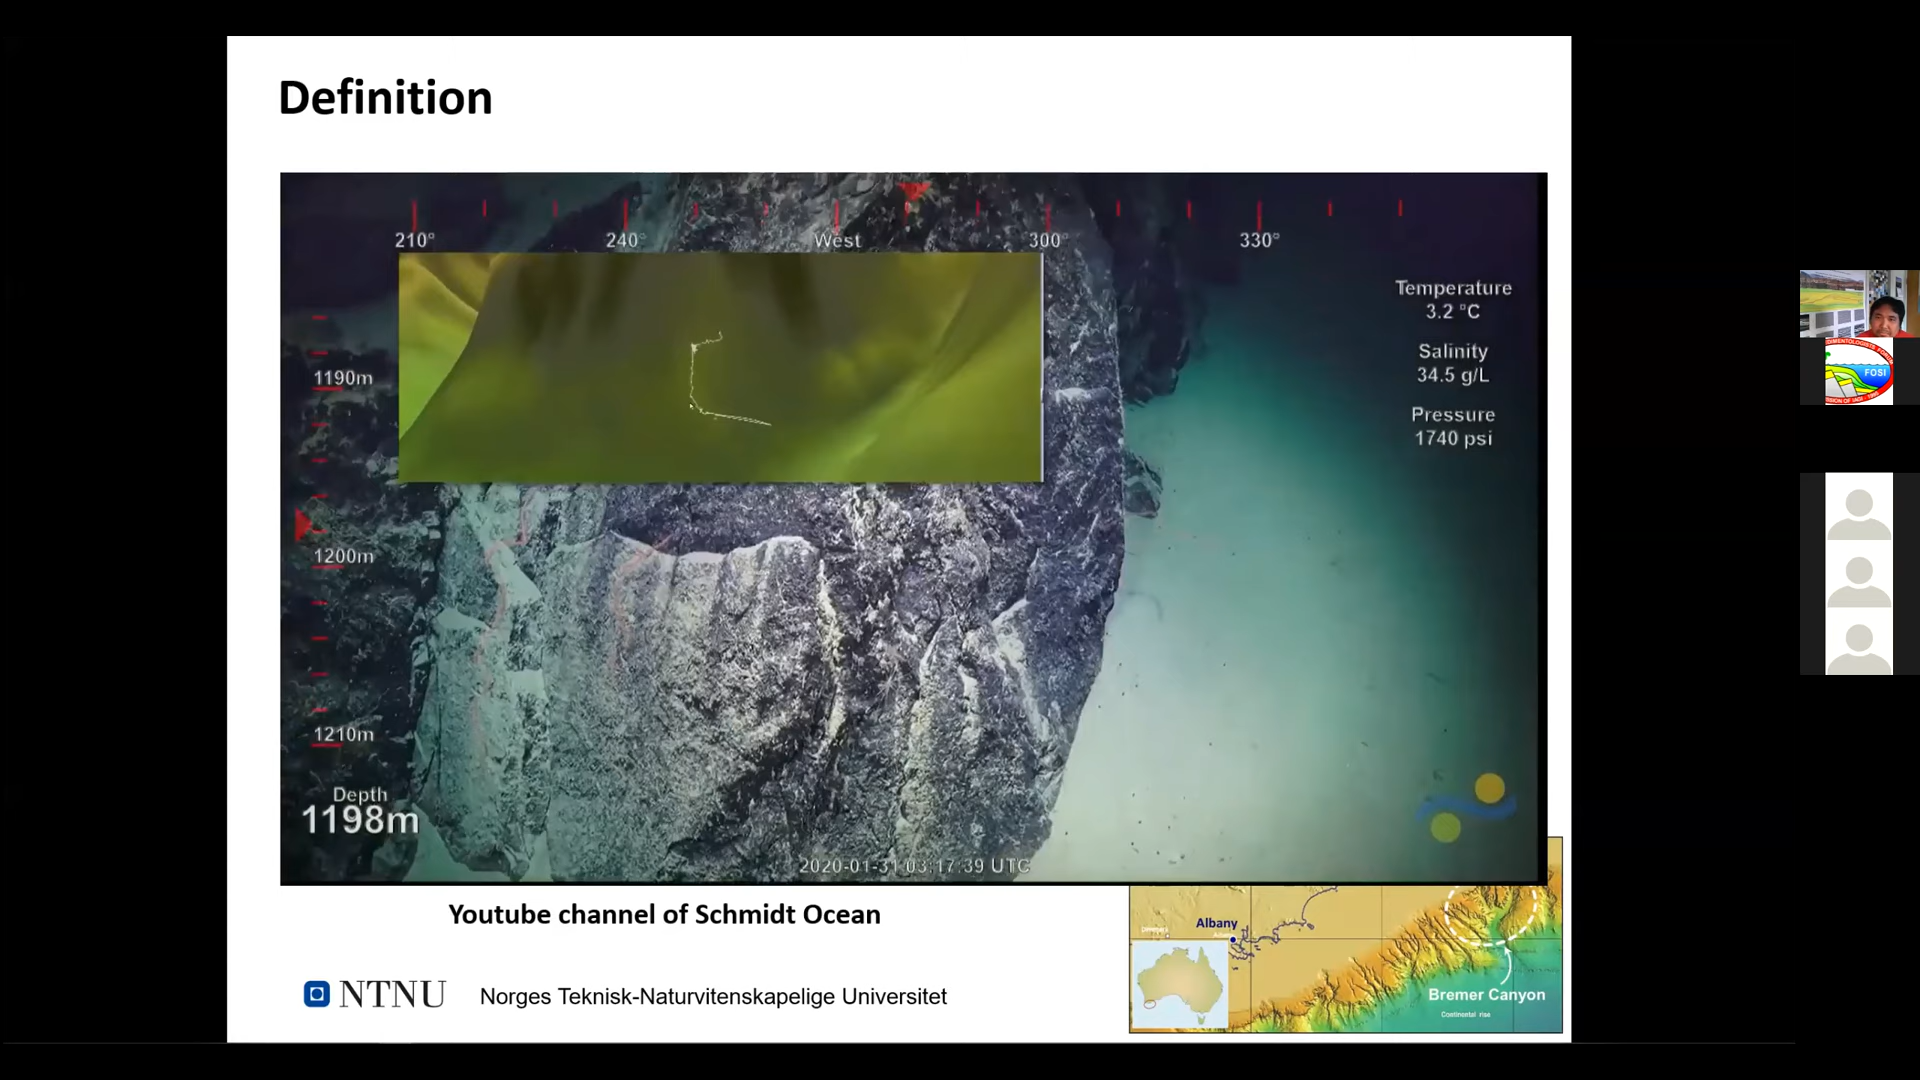 Definition
210° 240° West 300° 330°
Temperature
3.2 °C
Salinity
34.5 g/L
Pressure
1740 psi
1190m
1200m
1210m
Depth
1198m
2020-01-31 03:17:39 UTC
Youtube channel of Schmidt Ocean
NTNU Norges Teknisk-Naturvitenskapelige Universitet
Albany
Bremer Canyon
Continental rise
FOSI